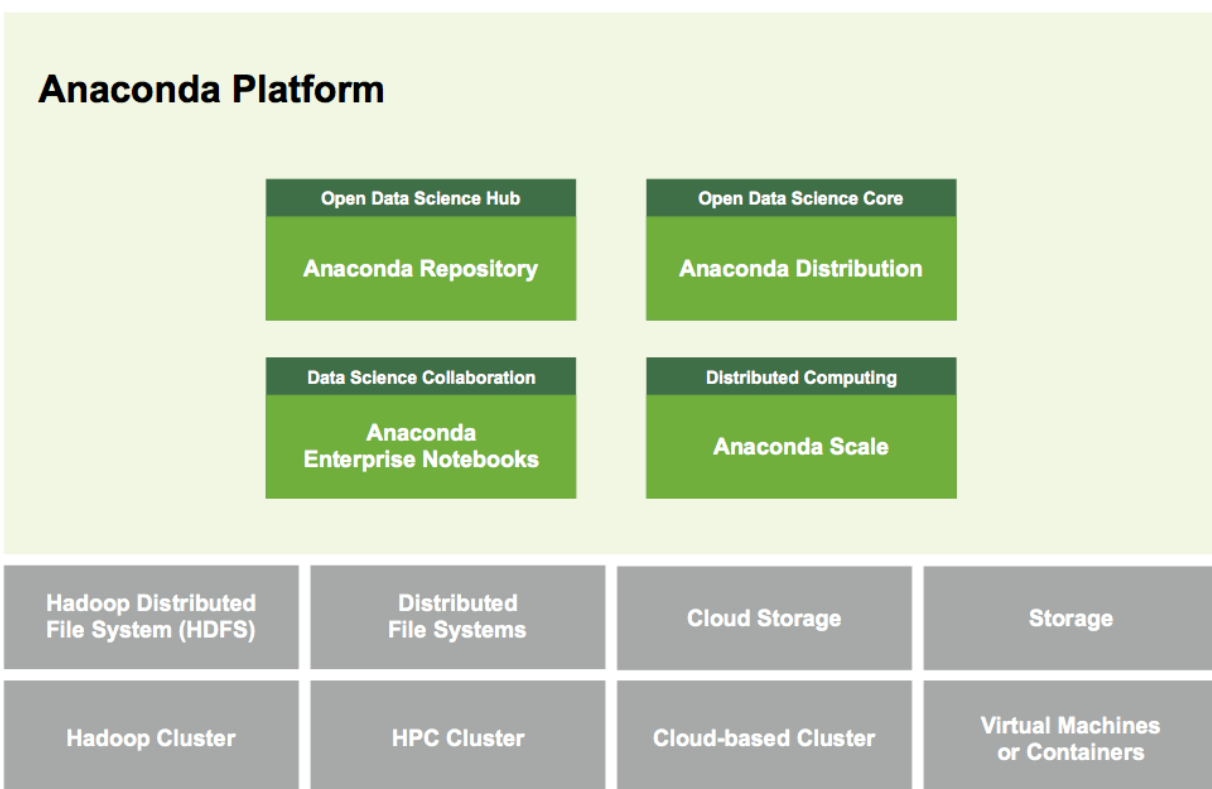 Anaconda Platform
Open Data Science Hub
Anaconda Repository
Open Data Science Core
Anaconda Distribution
Data Science Collaboration
Anaconda
Enterprise Notebooks
Distributed Computing
Anaconda Scale
Hadoop Distributed
File System (HDFS)
Distributed
File Systems
Cloud Storage
Storage
Hadoop Cluster
HPC Cluster
Cloud-based Cluster
Virtual Machines
or Containers